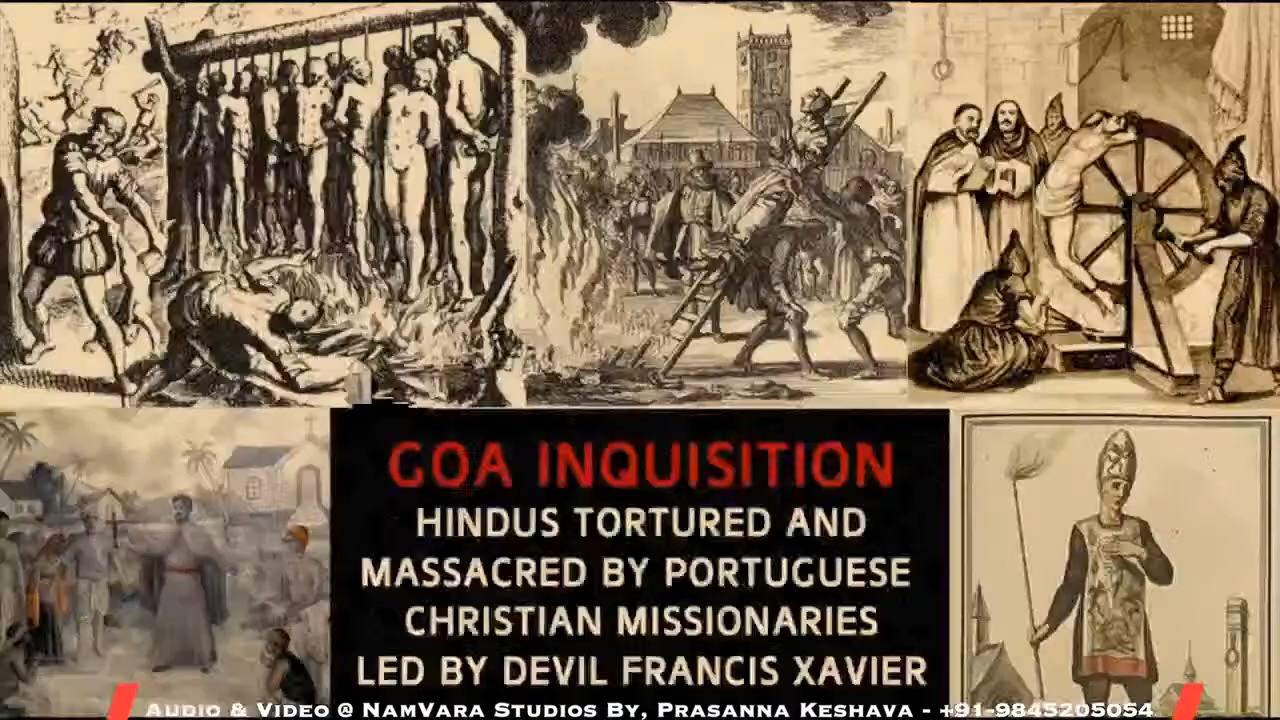 GOA INQUISITION
HINDUS TORTURED AND
MASSACRED BY PORTUGUESE
CHRISTIAN MISSIONARIES
LED BY DEVIL FRANCIS XAVIER
AUDIO & VIDEO @ NAMVARA STUDIOS BY, PRASANNA KESHAVA - +91-9845205054